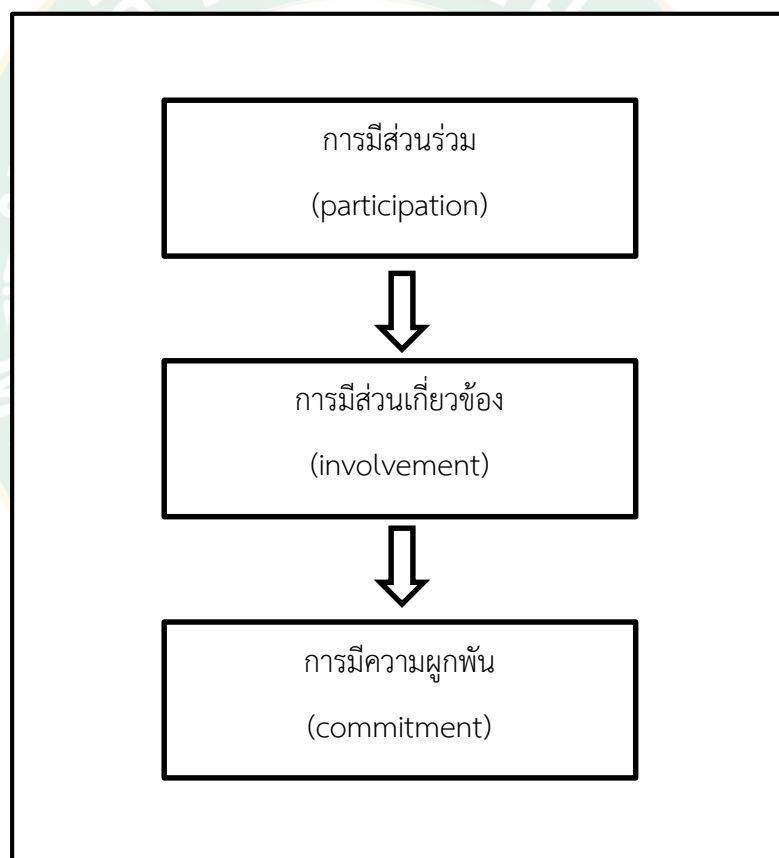 การมีส่วนร่วม
(participation)
การมีส่วนเกี่ยวข้อง
(involvement)
การมีความผูกพัน
(commitment)